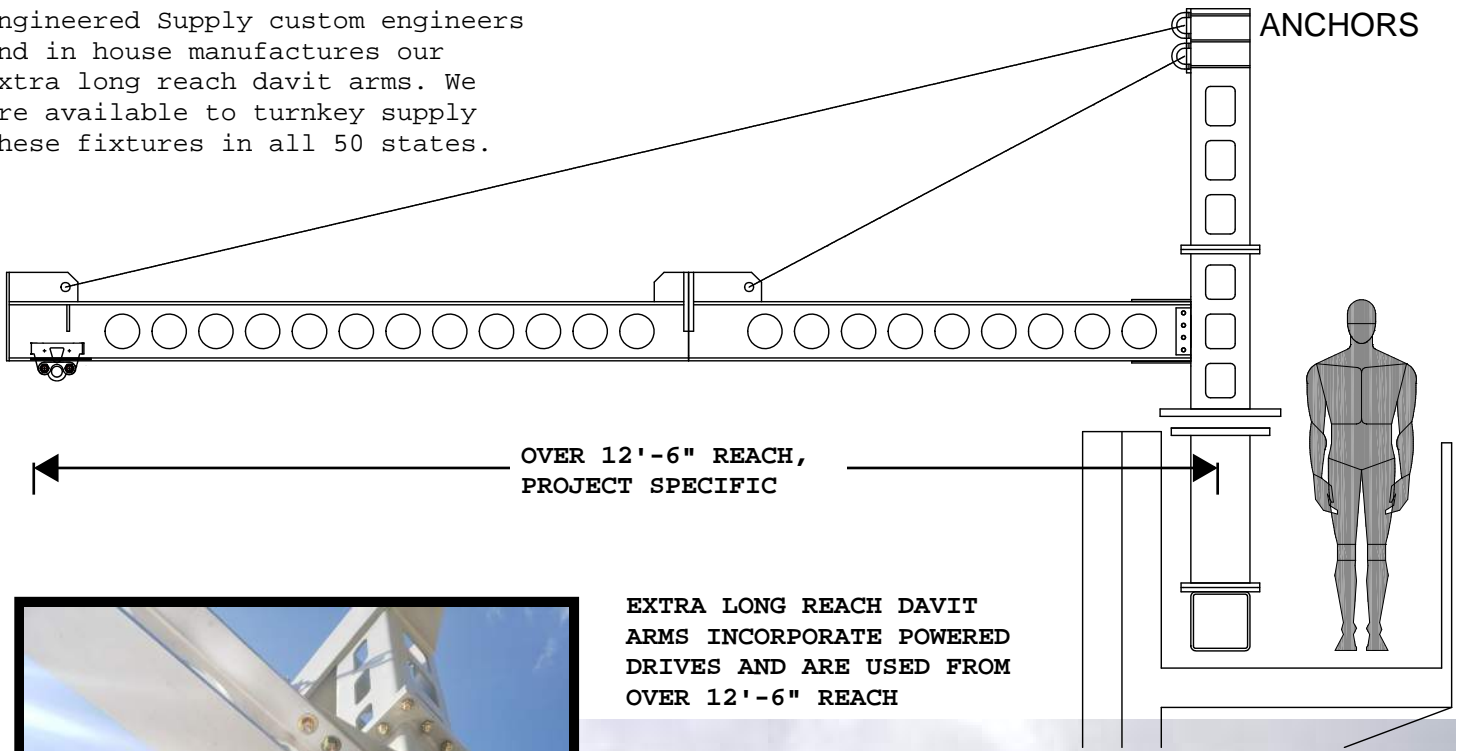 ngineered Supply custom engineers
nd in house manufactures our
xtra long reach davit arms. We
re available to turnkey supply
hese fixtures in all 50 states.
ANCHORS
OVER 12'-6" REACH,
PROJECT SPECIFIC
EXTRA LONG REACH DAVIT
ARMS INCORPORATE POWERED
DRIVES AND ARE USED FROM
OVER 12'-6" REACH